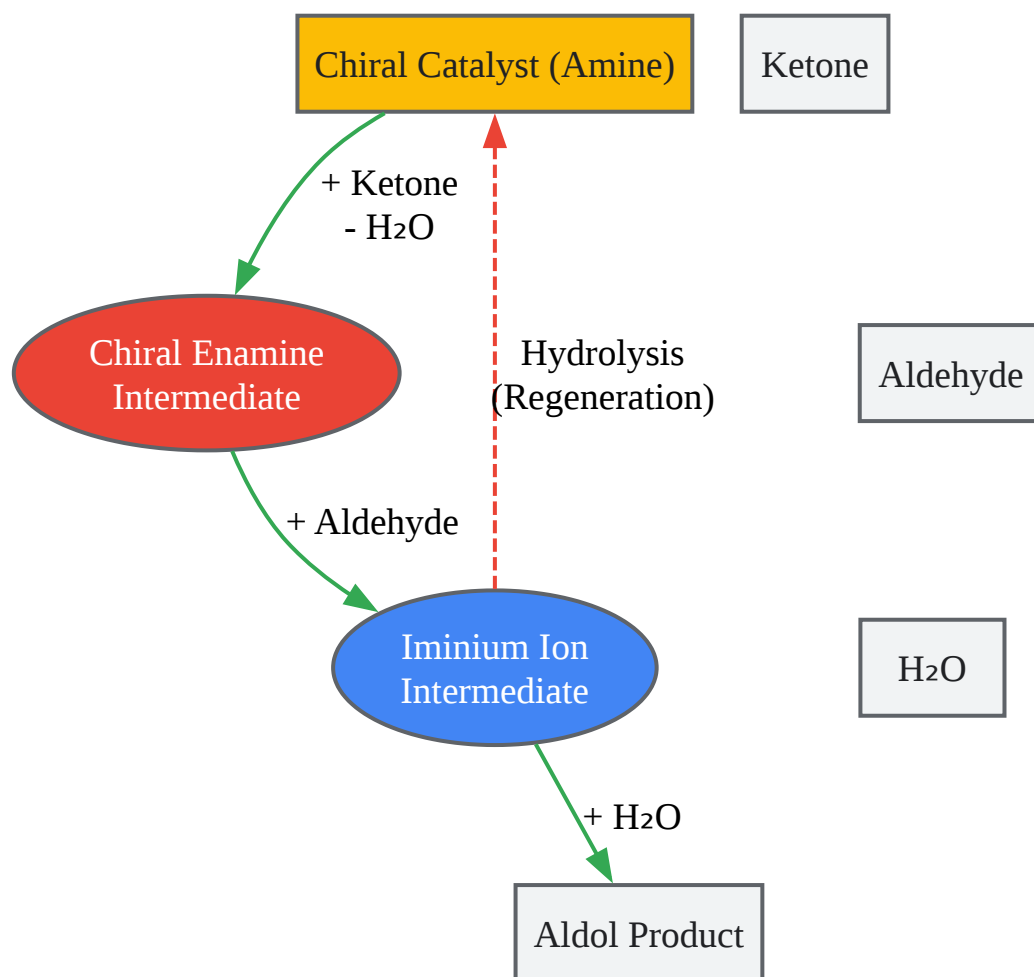 Chiral Catalyst (Amine)
Ketone
+ Ketone
- H₂O
Chiral Enamine
Intermediate
Hydrolysis
(Regeneration)
Aldehyde
+ Aldehyde
Iminium Ion
Intermediate
H₂O
+ H₂O
Aldol Product